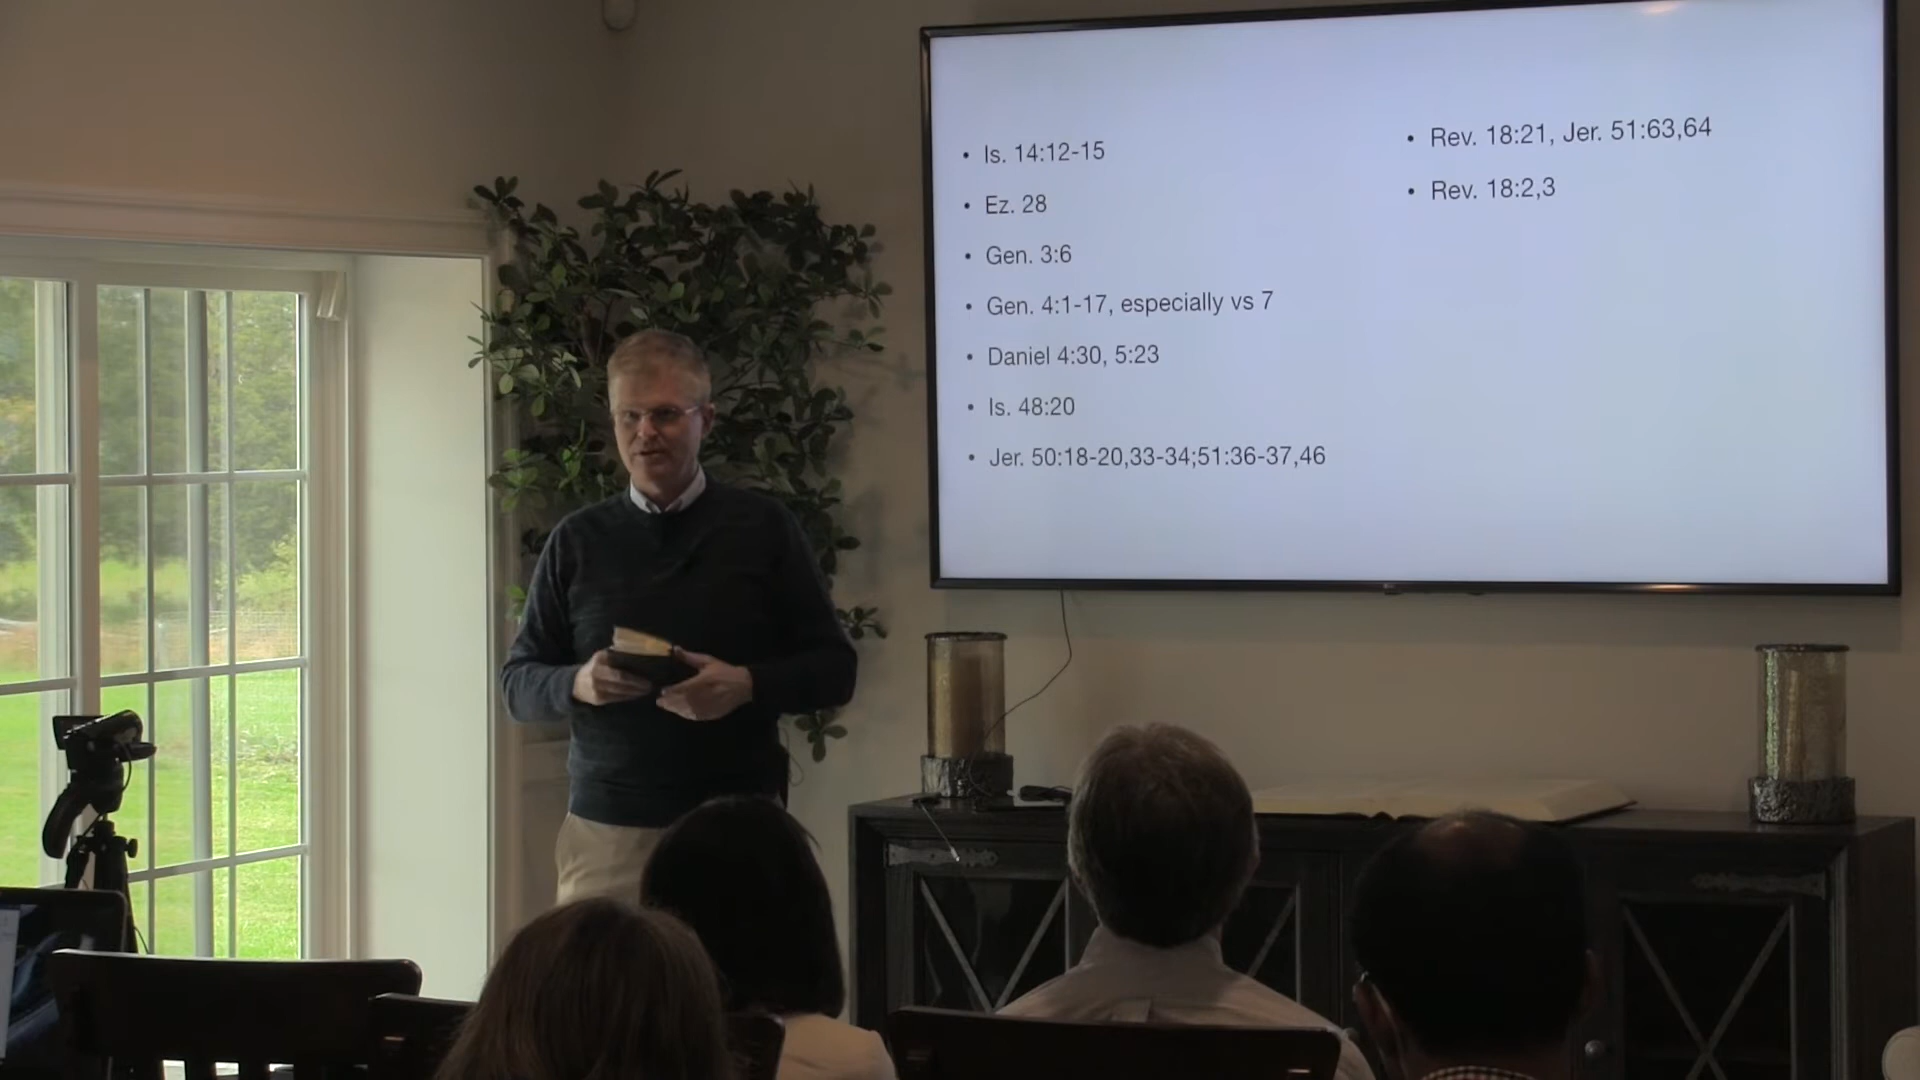 • Is. 14:12-15
• Ez. 28
• Gen. 3:6
• Gen. 4:1-17, especially vs 7
• Daniel 4:30, 5:23
• Is. 48:20
• Jer. 50:18-20,33-34;51:36-37,46
• Rev. 18:21, Jer. 51:63,64
• Rev. 18:2,3